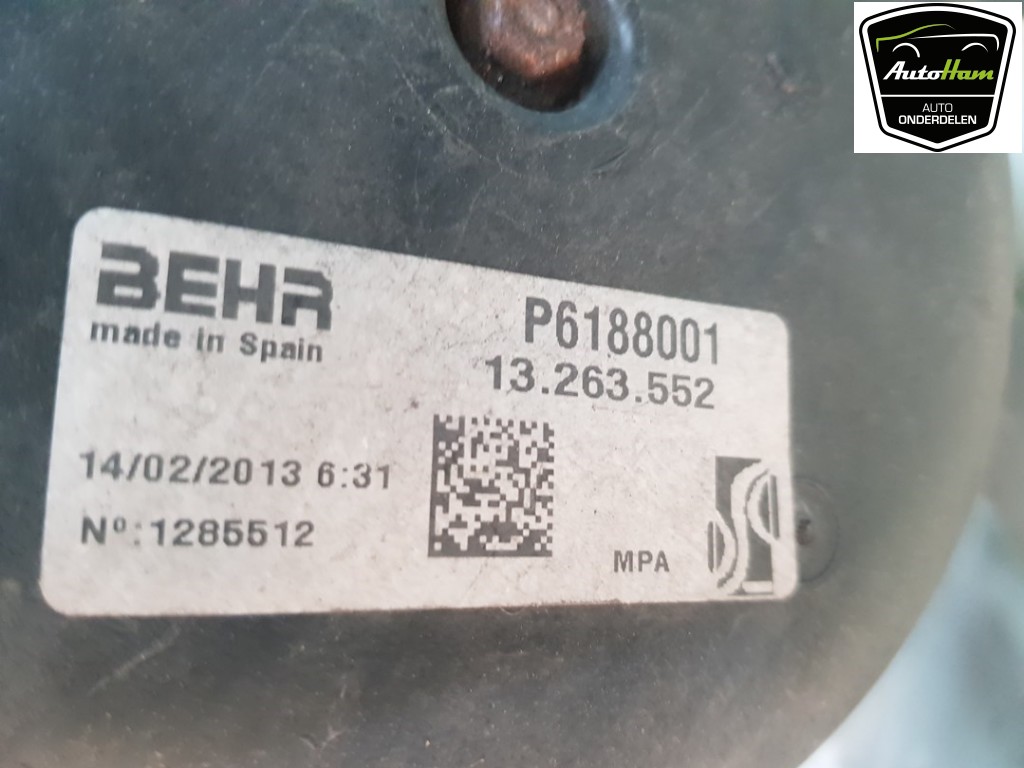 AutoHam
AUTO
ONDERDELEN
BEHR
made in Spain
P6188001
13.263.552
14/02/2013 6:31
Nº:1285512
MPA